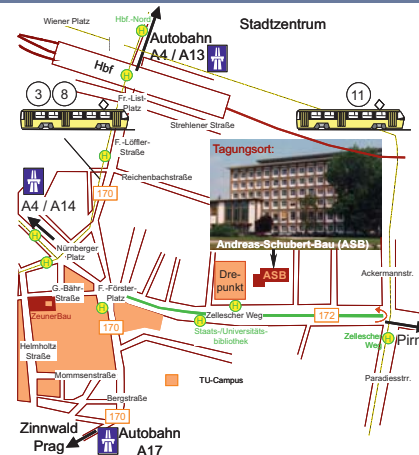 Wiener Platz
Hbf.-Nord
Stadtzentrum
Autobahn
A4 / A13
Hbf
3
8
11
Fr.-List-
Platz
Strehlener Straße
F.-Löffler-
Straße
Tagungsort:
Reichenbachstraße
A4 / A14
170
Andreas-Schubert-Bau (ASB)
Nürnberger
Platz
Ackermannstr.
G.-Bähr-
Straße
F.-Förster-
Platz
Dre-
punkt
ASB
ZeunerBau
Zellescher Weg
172
170
Staats-/Universitäts-
bibliothek
Zellescher
Weg
Pirn
Helmholtz
Straße
Mommsenstraße
TU-Campus
Paradiesstrr.
Bergstraße
170
Zinnwald
Prag
Autobahn
A17
H
H
H
H
H
H
H
H
H